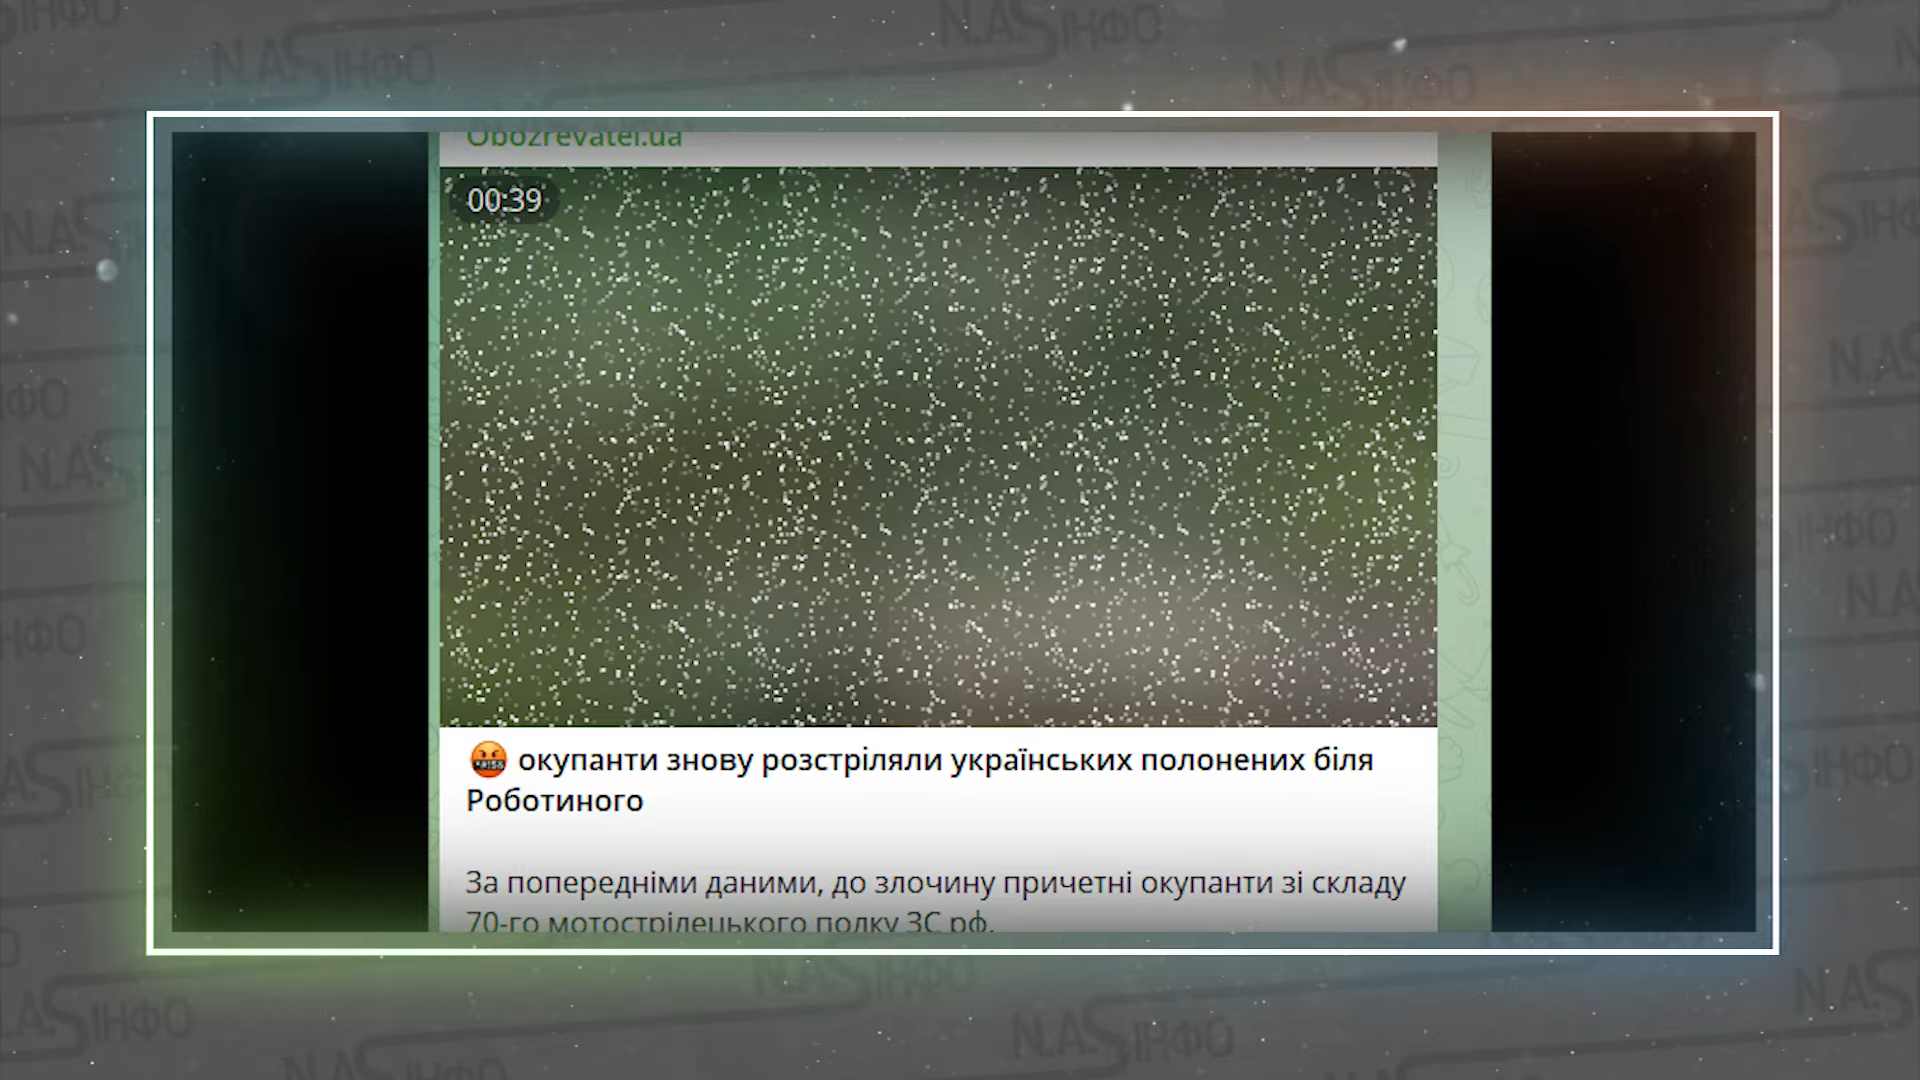 N.A.S ІНФО
Obozrevatel.ua
00:39
окупанти знову розстріляли українських полонених біля
Роботиного
За попередніми даними, до злочину причетні окупанти зі складу
70-го мотострілецького полку ЗС рф.